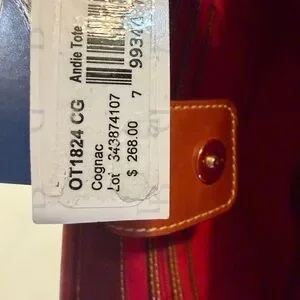 Andie Tote
7 9934
OT1824 CG
Cognac
Lot 343874107
$ 268.00